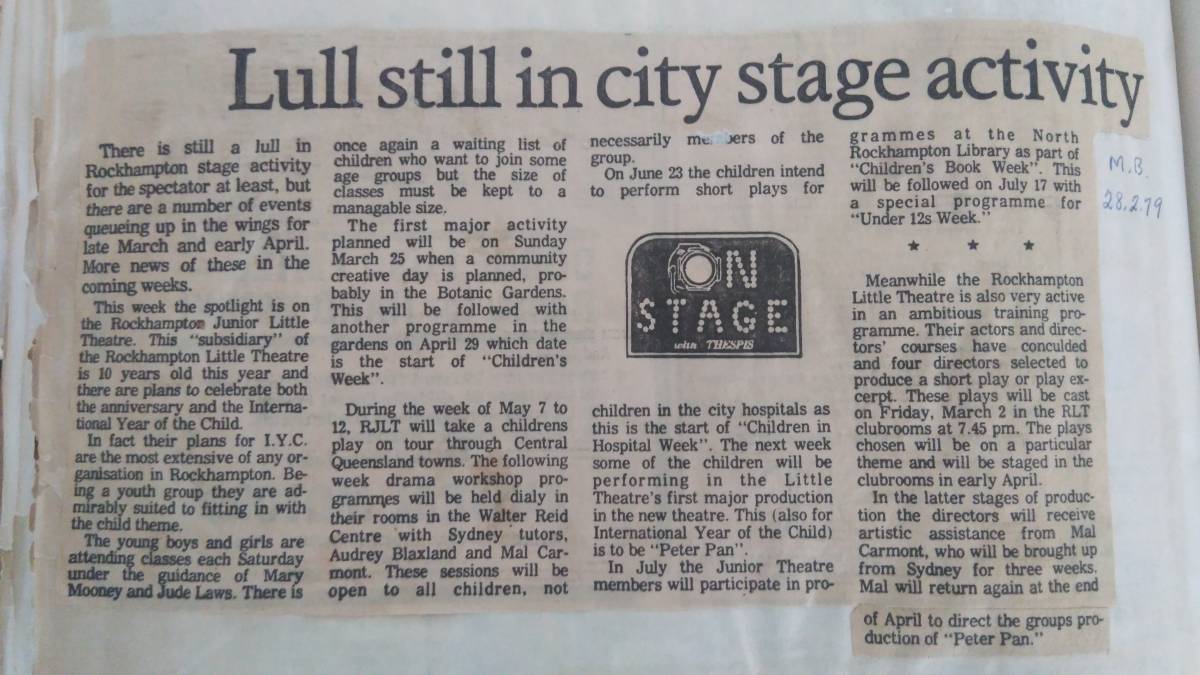 Lull still in city stage activity
There is still a lull in
Rockhampton stage activity
for the spectator at least, but
there are a number of events
queueing up in the wings for
late March and early April.
More news of these in the
coming weeks.
This week the spotlight is on
the Rockhampton Junior Little
Theatre. This "subsidiary" of
the Rockhampton Little Theatre
is 10 years old this year and
there are plans to celebrate both
the anniversary and the Interna-
tional Year of the Child.
In fact their plans for I.Y.C.
are the most extensive of any or-
ganisation in Rockhampton. Be-
ing a youth group they are ad-
mirably suited to fitting in with
the child theme.
The young boys and girls are
attending classes each Saturday
under the guidance of Mary
Mooney and Jude Laws. There is
once again a waiting list of
children who want to join some
age groups but the size of
classes must be kept to a
managable size.
The first major activity
planned will be on Sunday
March 25 when a community
creative day is planned, pro-
bably in the Botanic Gardens.
This will be followed with
another programme in the
gardens on April 29 which date
is the start of "Children's
Week".
During the week of May 7 to
12, RJLT will take a childrens
play on tour through Central
Queensland towns. The following
week drama workshop pro-
grammes will be held dialy in
their rooms in the Walter Reid
Centre with Sydney tutors,
Audrey Blaxland and Mal Car-
mont. These sessions will be
open to all children, not
necessarily members of the
group.
On June 23 the children intend
to perform short plays for
ON
STAGE
with THESPIS
children in the city hospitals as
this is the start of "Children in
Hospital Week". The next week
some of the children will be
performing in the Little
Theatre's first major production
in the new theatre. This (also for
International Year of the Child)
is to be "Peter Pan".
In July the Junior Theatre
members will participate in pro-
grammes at the North
Rockhampton Library as part of
"Children's Book Week". This
will be followed on July 17 with
a special programme for
"Under 12s Week."
★ ★ ★
Meanwhile the Rockhampton
Little Theatre is also very active
in an ambitious training pro-
gramme. Their actors and direc-
tors' courses have conculded
and four directors selected to
produce a short play or play ex-
cerpt. These plays will be cast
on Friday, March 2 in the RLT
clubrooms at 7.45 pm. The plays
chosen will be on a particular
theme and will be staged in the
clubrooms in early April.
In the latter stages of produc-
tion the directors will receive
artistic assistance from Mal
Carmont, who will be brought up
from Sydney for three weeks.
Mal will return again at the end
of April to direct the groups pro-
duction of "Peter Pan."
M.B.
28.2.79